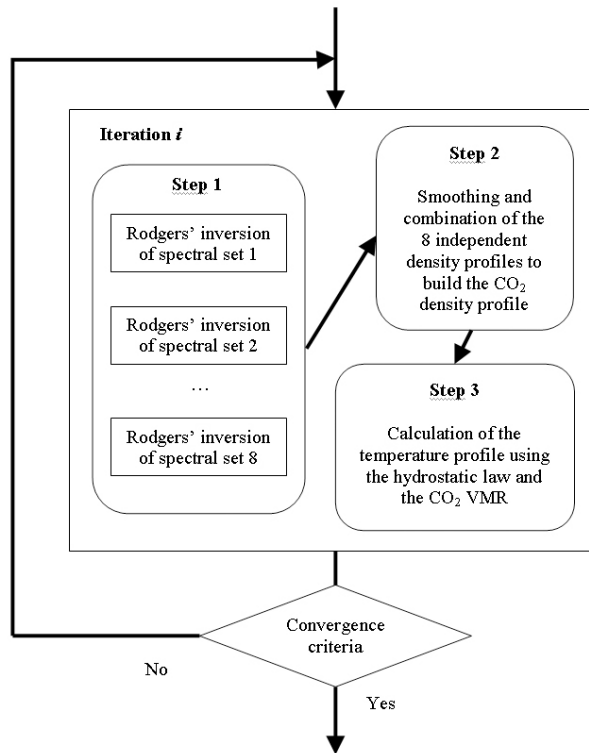 Iteration i
Step 1
Rodgers' inversion
of spectral set 1
Rodgers' inversion
of spectral set 2
…
Rodgers' inversion
of spectral set 8
Step 2
Smoothing and
combination of the
8 independent
density profiles to
build the CO₂
density profile
Step 3
Calculation of the
temperature profile using
the hydrostatic law and
the CO₂ VMR
Convergence
criteria
No
Yes